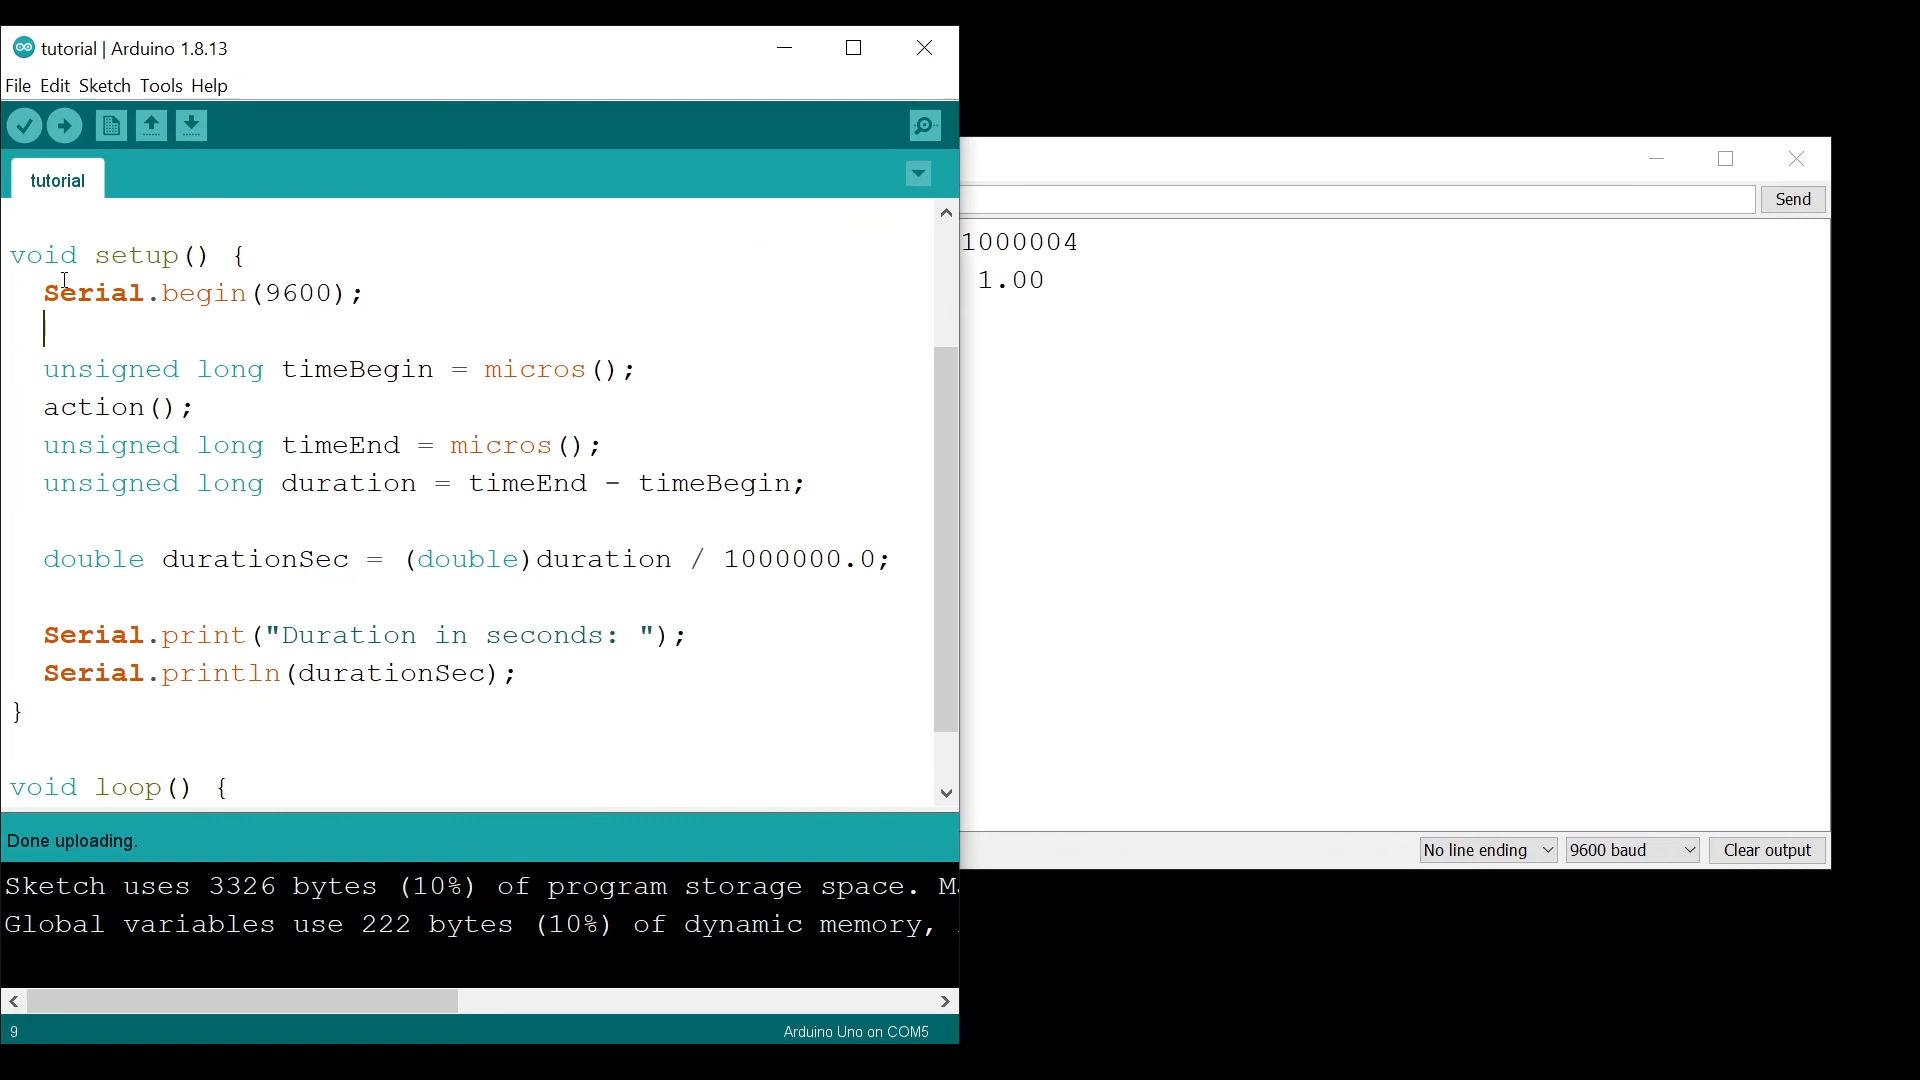 tutorial | Arduino 1.8.13
File Edit Sketch Tools Help
tutorial
void setup() {
Serial.begin(9600);
unsigned long timeBegin = micros();
action();
unsigned long timeEnd = micros();
unsigned long duration = timeEnd - timeBegin;
double durationSec = (double)duration / 1000000.0;
Serial.print("Duration in seconds: ");
Serial.println(durationSec);
}
void loop() {
Done uploading.
Sketch uses 3326 bytes (10%) of program storage space.
Global variables use 222 bytes (10%) of dynamic memory,
9
Arduino Uno on COM5
Send
1000004
1.00
No line ending
9600 baud
Clear output